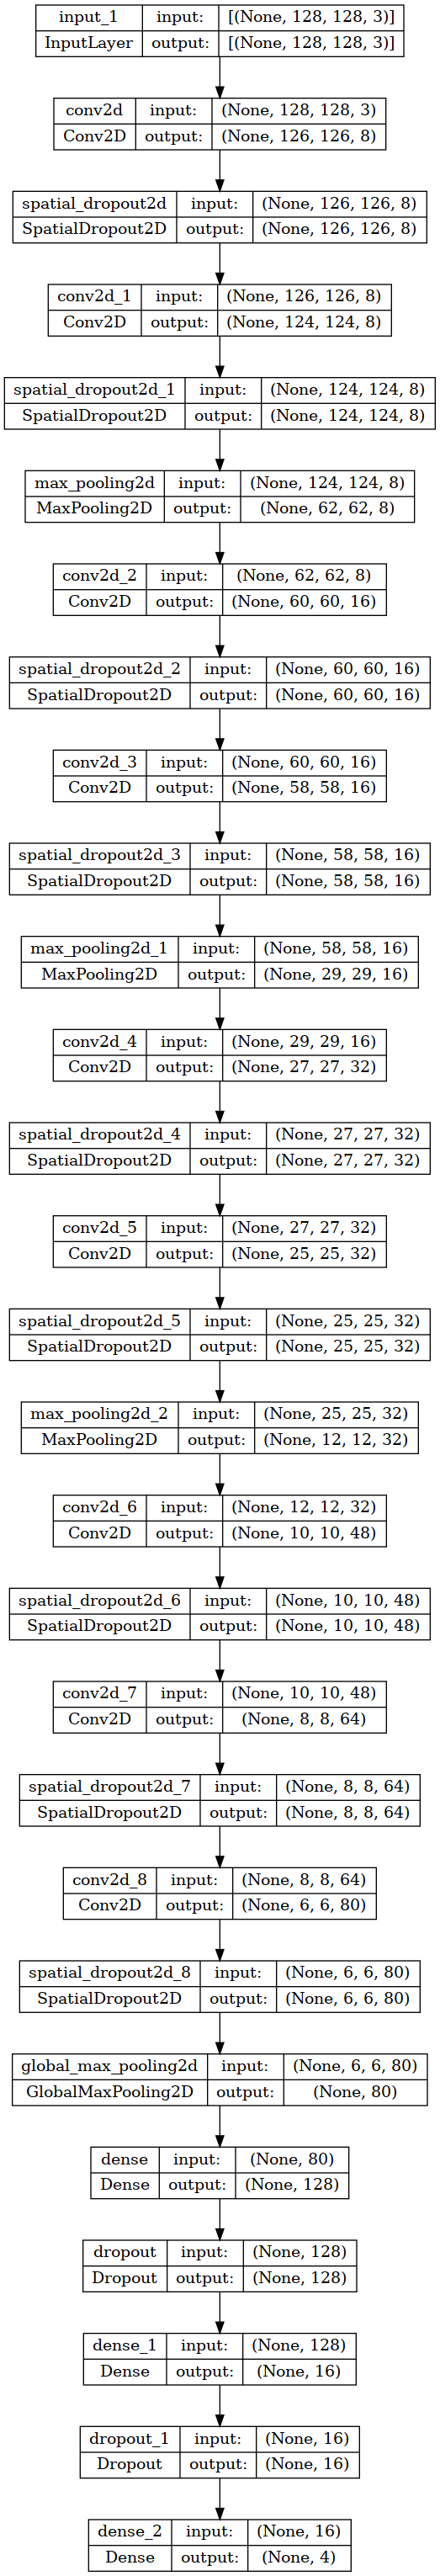 input_1 input: [(None, 128, 128, 3)]
InputLayer output: [(None, 128, 128, 3)]
conv2d input: (None, 128, 128, 3)
Conv2D output: (None, 126, 126, 8)
spatial_dropout2d input: (None, 126, 126, 8)
SpatialDropout2D output: (None, 126, 126, 8)
conv2d_1 input: (None, 126, 126, 8)
Conv2D output: (None, 124, 124, 8)
spatial_dropout2d_1 input: (None, 124, 124, 8)
SpatialDropout2D output: (None, 124, 124, 8)
max_pooling2d input: (None, 124, 124, 8)
MaxPooling2D output: (None, 62, 62, 8)
conv2d_2 input: (None, 62, 62, 8)
Conv2D output: (None, 60, 60, 16)
spatial_dropout2d_2 input: (None, 60, 60, 16)
SpatialDropout2D output: (None, 60, 60, 16)
conv2d_3 input: (None, 60, 60, 16)
Conv2D output: (None, 58, 58, 16)
spatial_dropout2d_3 input: (None, 58, 58, 16)
SpatialDropout2D output: (None, 58, 58, 16)
max_pooling2d_1 input: (None, 58, 58, 16)
MaxPooling2D output: (None, 29, 29, 16)
conv2d_4 input: (None, 29, 29, 16)
Conv2D output: (None, 27, 27, 32)
spatial_dropout2d_4 input: (None, 27, 27, 32)
SpatialDropout2D output: (None, 27, 27, 32)
conv2d_5 input: (None, 27, 27, 32)
Conv2D output: (None, 25, 25, 32)
spatial_dropout2d_5 input: (None, 25, 25, 32)
SpatialDropout2D output: (None, 25, 25, 32)
max_pooling2d_2 input: (None, 25, 25, 32)
MaxPooling2D output: (None, 12, 12, 32)
conv2d_6 input: (None, 12, 12, 32)
Conv2D output: (None, 10, 10, 48)
spatial_dropout2d_6 input: (None, 10, 10, 48)
SpatialDropout2D output: (None, 10, 10, 48)
conv2d_7 input: (None, 10, 10, 48)
Conv2D output: (None, 8, 8, 64)
spatial_dropout2d_7 input: (None, 8, 8, 64)
SpatialDropout2D output: (None, 8, 8, 64)
conv2d_8 input: (None, 8, 8, 64)
Conv2D output: (None, 6, 6, 80)
spatial_dropout2d_8 input: (None, 6, 6, 80)
SpatialDropout2D output: (None, 6, 6, 80)
global_max_pooling2d input: (None, 6, 6, 80)
GlobalMaxPooling2D output: (None, 80)
dense input: (None, 80)
Dense output: (None, 128)
dropout input: (None, 128)
Dropout output: (None, 128)
dense_1 input: (None, 128)
Dense output: (None, 16)
dropout_1 input: (None, 16)
Dropout output: (None, 16)
dense_2 input: (None, 16)
Dense output: (None, 4)